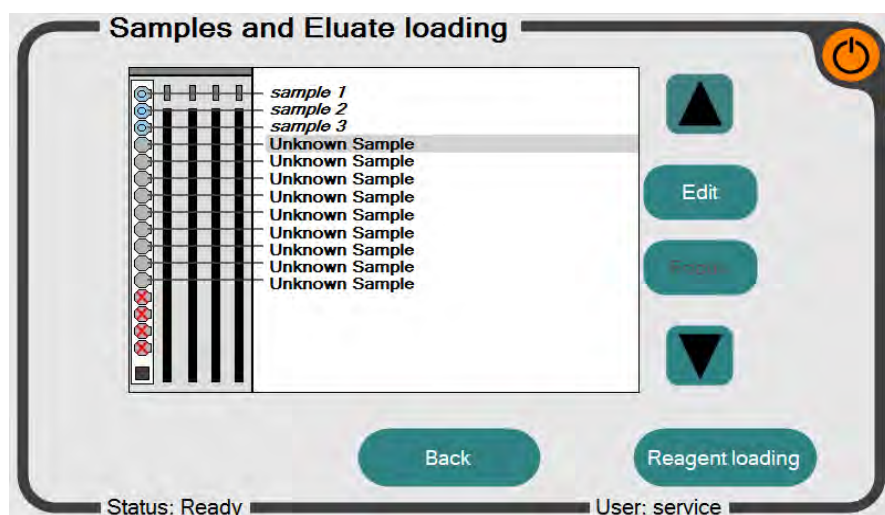 Samples and Eluate loading
sample 1
sample 2
sample 3
Unknown Sample
Unknown Sample
Unknown Sample
Unknown Sample
Unknown Sample
Unknown Sample
Unknown Sample
Unknown Sample
Unknown Sample
Edit
Back
Reagent loading
Status: Ready
User: service